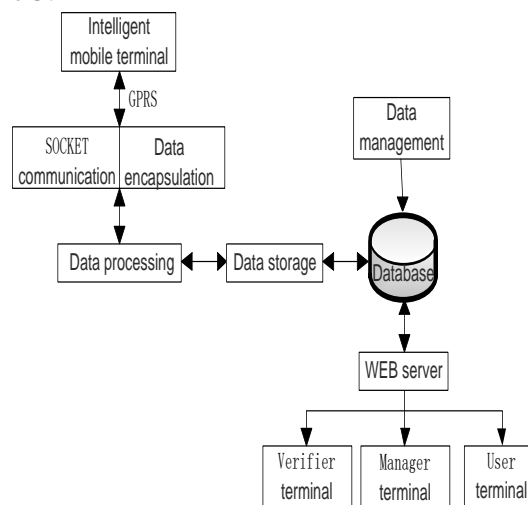 Intelligent
mobile terminal
GPRS
SOCKET
communication
Data
encapsulation
Data
management
Data processing
Data storage
Database
WEB server
Verifier
terminal
Manager
terminal
User
terminal